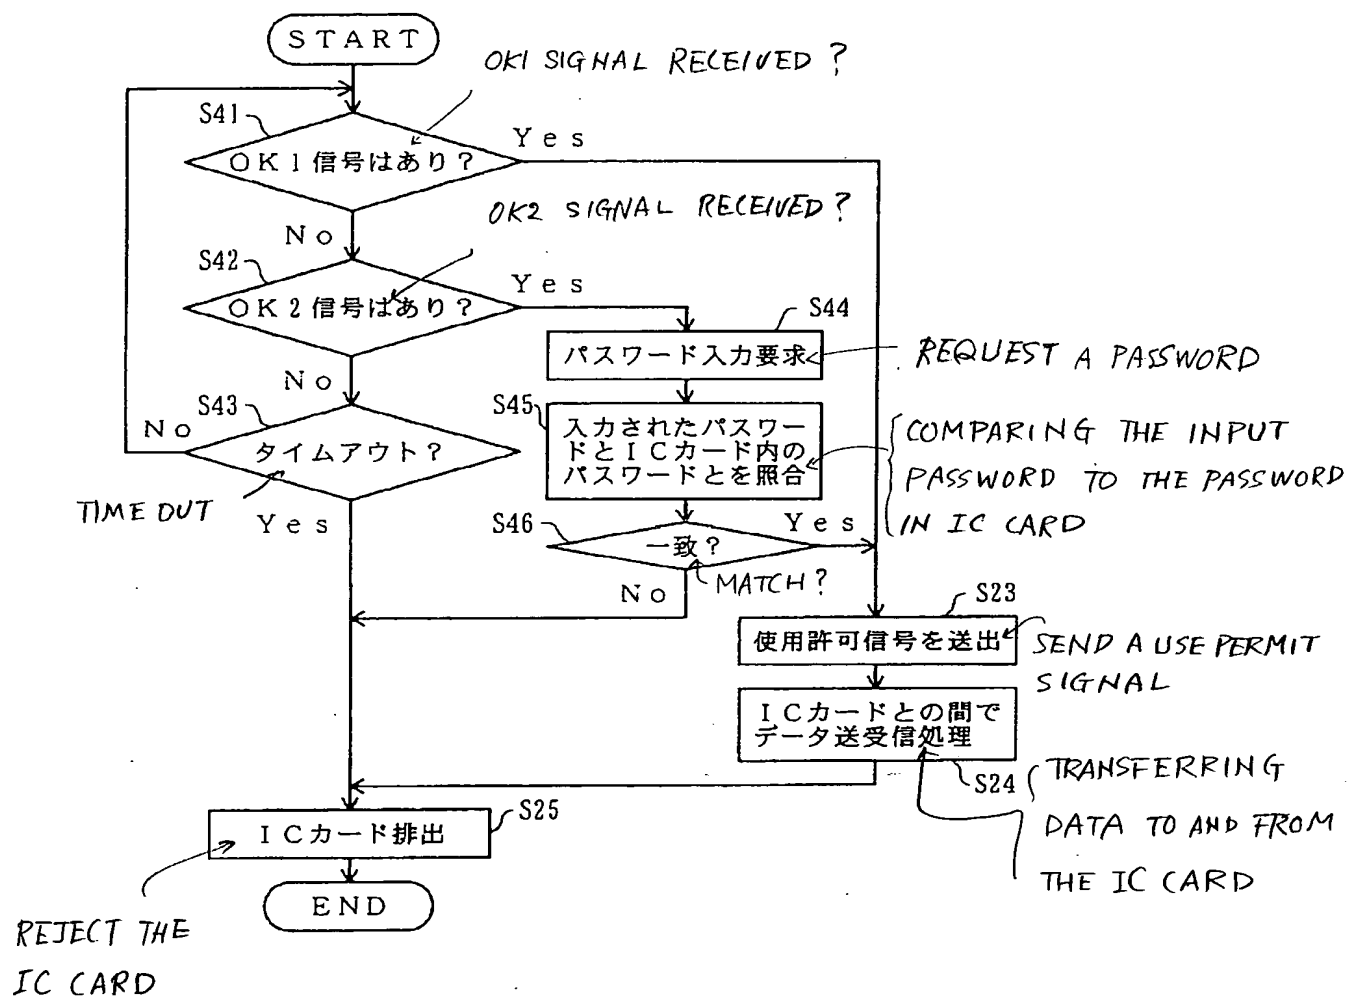 START
OK1 SIGNAL RECEIVED?
S41
OK1信号はあり?
Yes
No
OK2 SIGNAL RECEIVED?
S42
OK2信号はあり?
Yes
No
S43
タイムアウト?
No
TIME OUT
Yes
S44
パスワード入力要求
REQUEST A PASSWORD
S45
入力されたパスワー
ドとICカード内の
パスワードとを照合
COMPARING THE INPUT
PASSWORD TO THE PASSWORD
IN IC CARD
S46
一致?
Yes
No
MATCH?
S23
使用許可信号を送出
SEND A USE PERMIT
SIGNAL
ICカードとの間で
データ送受信処理
S24
TRANSFERRING
DATA TO AND FROM
THE IC CARD
S25
ICカード排出
END
REJECT THE
IC CARD